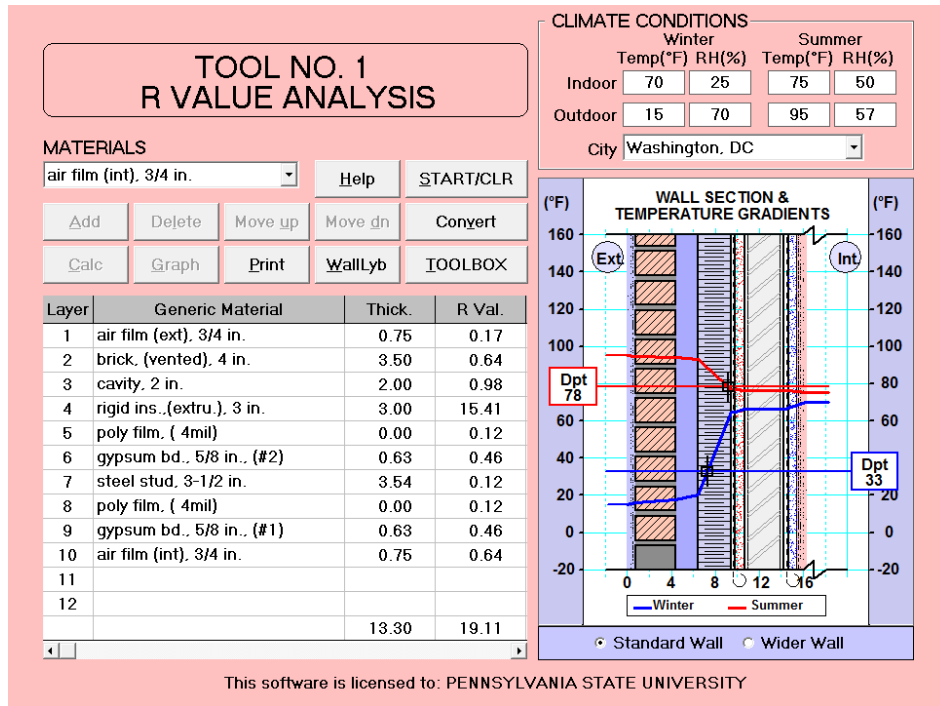 TOOL NO. 1
R VALUE ANALYSIS
CLIMATE CONDITIONS
Winter Summer
Temp(°F) RH(%) Temp(°F) RH(%)
Indoor 70 25 75 50
Outdoor 15 70 95 57
City Washington, DC
MATERIALS
air film (int), 3/4 in. Help START/CLR
Add Delete Move up Move dn Convert
Calc Graph Print WallLyb TOOLBOX
Layer Generic Material Thick. R Val.
1 air film (ext), 3/4 in. 0.75 0.17
2 brick, (vented), 4 in. 3.50 0.64
3 cavity, 2 in. 2.00 0.98
4 rigid ins.,(extru.), 3 in. 3.00 15.41
5 poly film, ( 4mil) 0.00 0.12
6 gypsum bd., 5/8 in., (#2) 0.63 0.46
7 steel stud, 3-1/2 in. 3.54 0.12
8 poly film, ( 4mil) 0.00 0.12
9 gypsum bd., 5/8 in., (#1) 0.63 0.46
10 air film (int), 3/4 in. 0.75 0.64
11
12
13.30 19.11
(°F) WALL SECTION & (°F)
TEMPERATURE GRADIENTS
160 160
Ext Int
140 140
120 120
100 100
80
Dpt
78
60 60
40 40
Dpt
33
20 20
0 0
-20 -20
0 4 8 12 16
Winter Summer
Standard Wall Wider Wall
This software is licensed to: PENNSYLVANIA STATE UNIVERSITY